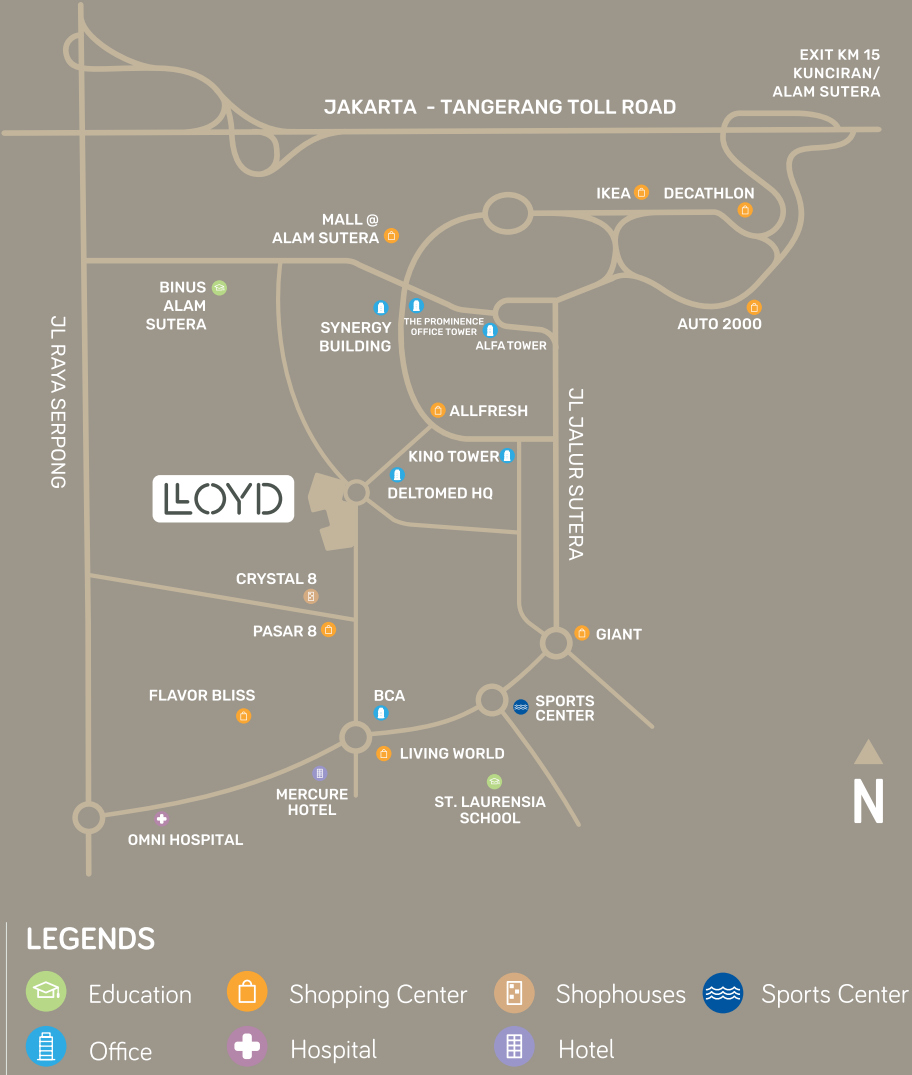 EXIT KM 15
KUNCIRAN/
ALAM SUTERA
JAKARTA - TANGERANG TOLL ROAD
IKEA
DECATHLON
MALL @
ALAM SUTERA
BINUS
ALAM
SUTERA
SYNERGY
BUILDING
THE PROMINENCE
OFFICE TOWER
ALFA TOWER
AUTO 2000
JL RAYA SERPONG
ALLFRESH
JL JALUR SUTERA
KINO TOWER
DELTOMED HQ
LLOYD
CRYSTAL 8
PASAR 8
GIANT
FLAVOR BLISS
BCA
SPORTS
CENTER
LIVING WORLD
MERCURE
HOTEL
ST. LAURENSIA
SCHOOL
OMNI HOSPITAL
N
LEGENDS
Education
Shopping Center
Shophouses
Sports Center
Office
Hospital
Hotel